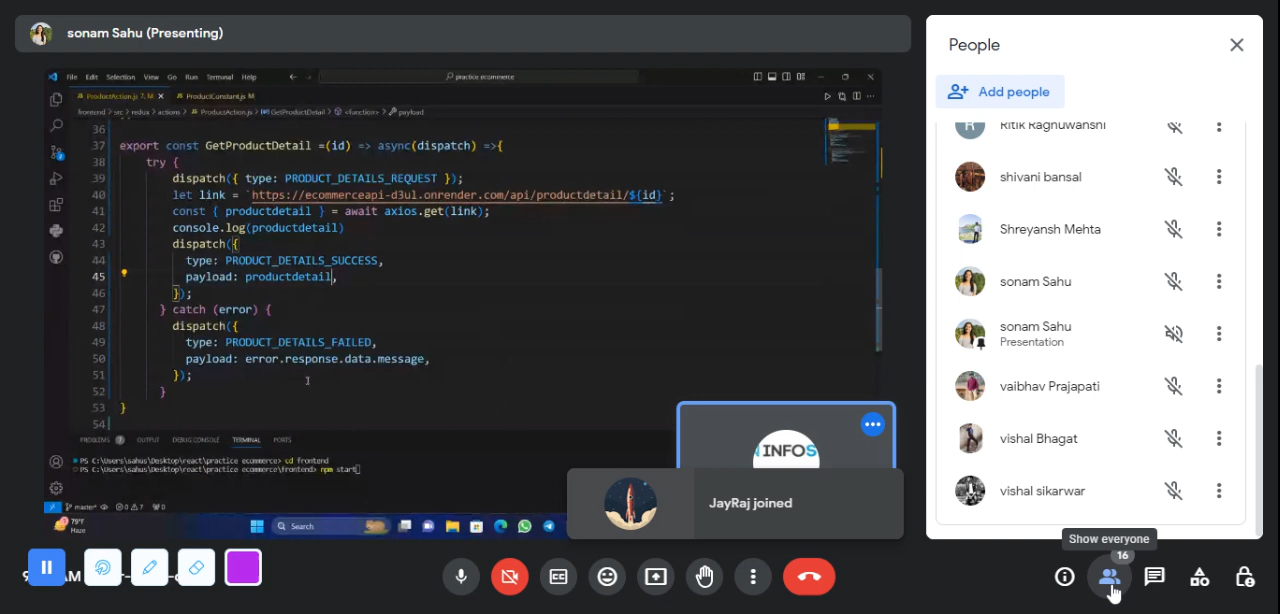 sonam Sahu (Presenting)
File Edit Selection View Go Run Terminal Help
practice ecommerce
ProductAction.js 7, M
ProductConstant.js M
frontend > src > redux > actions > ProductAction.js > GetProductDetail > <function> > payload
36
37 export const GetProductDetail =(id) => async(dispatch) =>{
38 try {
39 dispatch({ type: PRODUCT_DETAILS_REQUEST });
40 let link = `https://ecommerceapi-d3ul.onrender.com/api/productdetail/${id}`;
41 const { productdetail } = await axios.get(link);
42 console.log(productdetail)
43 dispatch({
44 type: PRODUCT_DETAILS_SUCCESS,
45 payload: productdetail,
46 });
47 } catch (error) {
48 dispatch({
49 type: PRODUCT_DETAILS_FAILED,
50 payload: error.response.data.message,
51 });
52 }
53 }
54
PROBLEMS 7 OUTPUT DEBUG CONSOLE TERMINAL PORTS
PS C:\Users\sahus\Desktop\react\practice ecommerce> cd frontend
PS C:\Users\sahus\Desktop\react\practice ecommerce\frontend> npm start
master*
0 7
0
79°F
Haze
Search
INFOS
JayRaj joined
People
Add people
Ritik Raghuwanshi
shivani bansal
Shreyansh Mehta
sonam Sahu
sonam Sahu
Presentation
vaibhav Prajapati
vishal Bhagat
vishal sikarwar
Show everyone
16